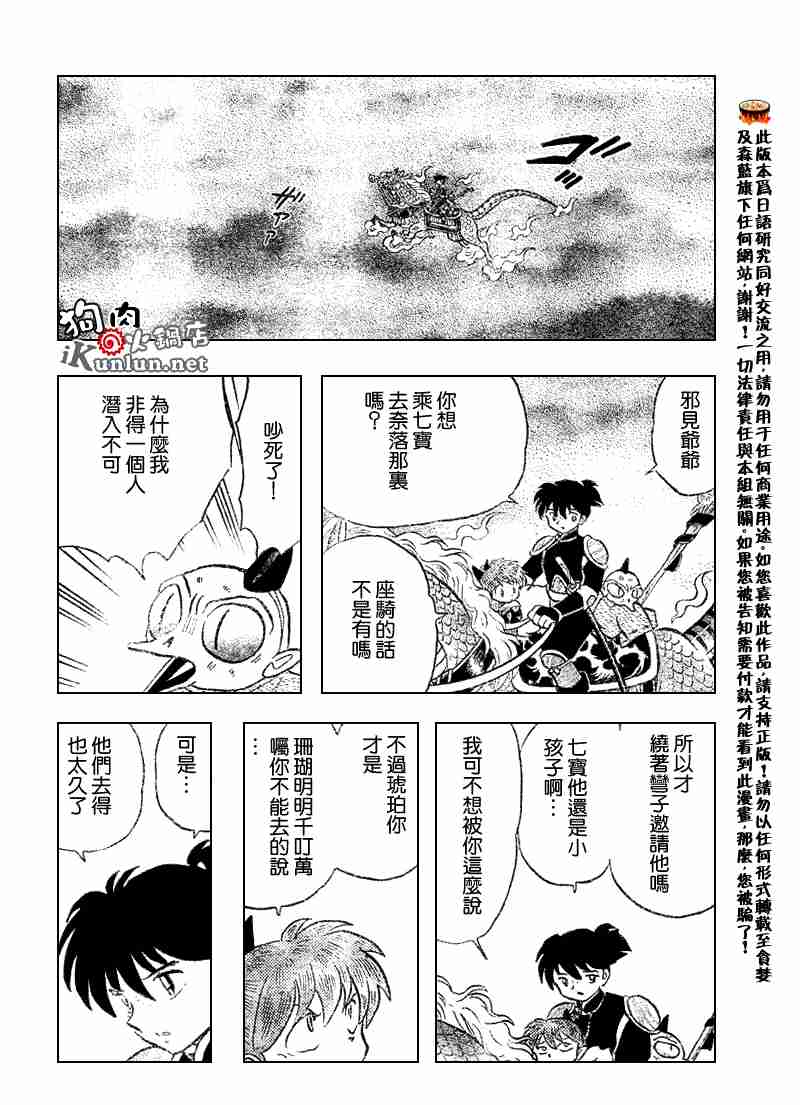 ゴォ
ザアァ
狗肉火鍋店
iKunlun.net
邪見爺爺
你想
乘七寶
去奈落那裏
嗎?
座騎的話
不是有嗎
吵死了!
為什麼我
非得一個人
潛入不可
所以才
繞著彎子邀請他嗎
七寶他還是小
孩子啊…
我可不想被你這麼說
不過琥珀你
才是
珊瑚明明千叮萬
囑你不能去的說
…
可是…
他們去得
也太久了
此版本爲日語研究同好交流之用,請勿用于任何商業用途。如您喜歡此作品,請支持正版!請勿以任何形式轉載至貪婪
及森藍旗下任何網站,謝謝!一切法律責任與本組無關。如果您被告知需要付款才能看到此漫畫,那麼,您被騙了!